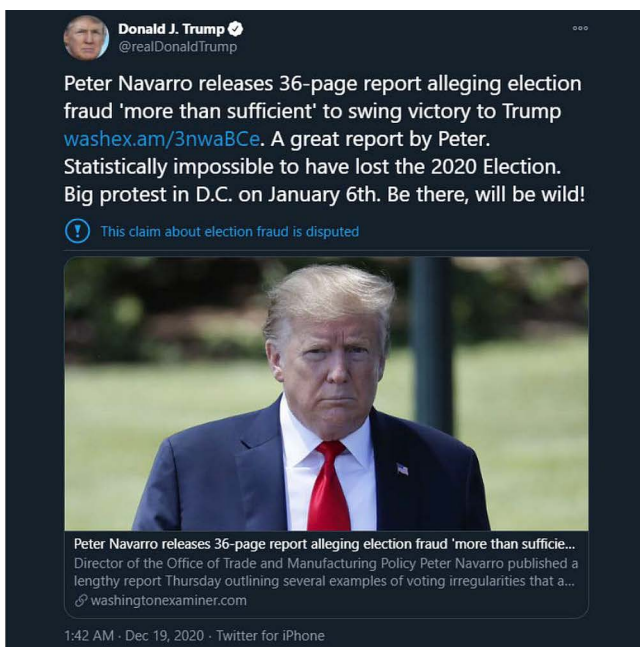 Donald J. Trump
@realDonaldTrump
Peter Navarro releases 36-page report alleging election
fraud 'more than sufficient' to swing victory to Trump
washex.am/3nwaBCe. A great report by Peter.
Statistically impossible to have lost the 2020 Election.
Big protest in D.C. on January 6th. Be there, will be wild!
This claim about election fraud is disputed
Peter Navarro releases 36-page report alleging election fraud 'more than sufficie...
Director of the Office of Trade and Manufacturing Policy Peter Navarro published a
lengthy report Thursday outlining several examples of voting irregularities that a...
washingtonexaminer.com
1:42 AM · Dec 19, 2020 · Twitter for iPhone